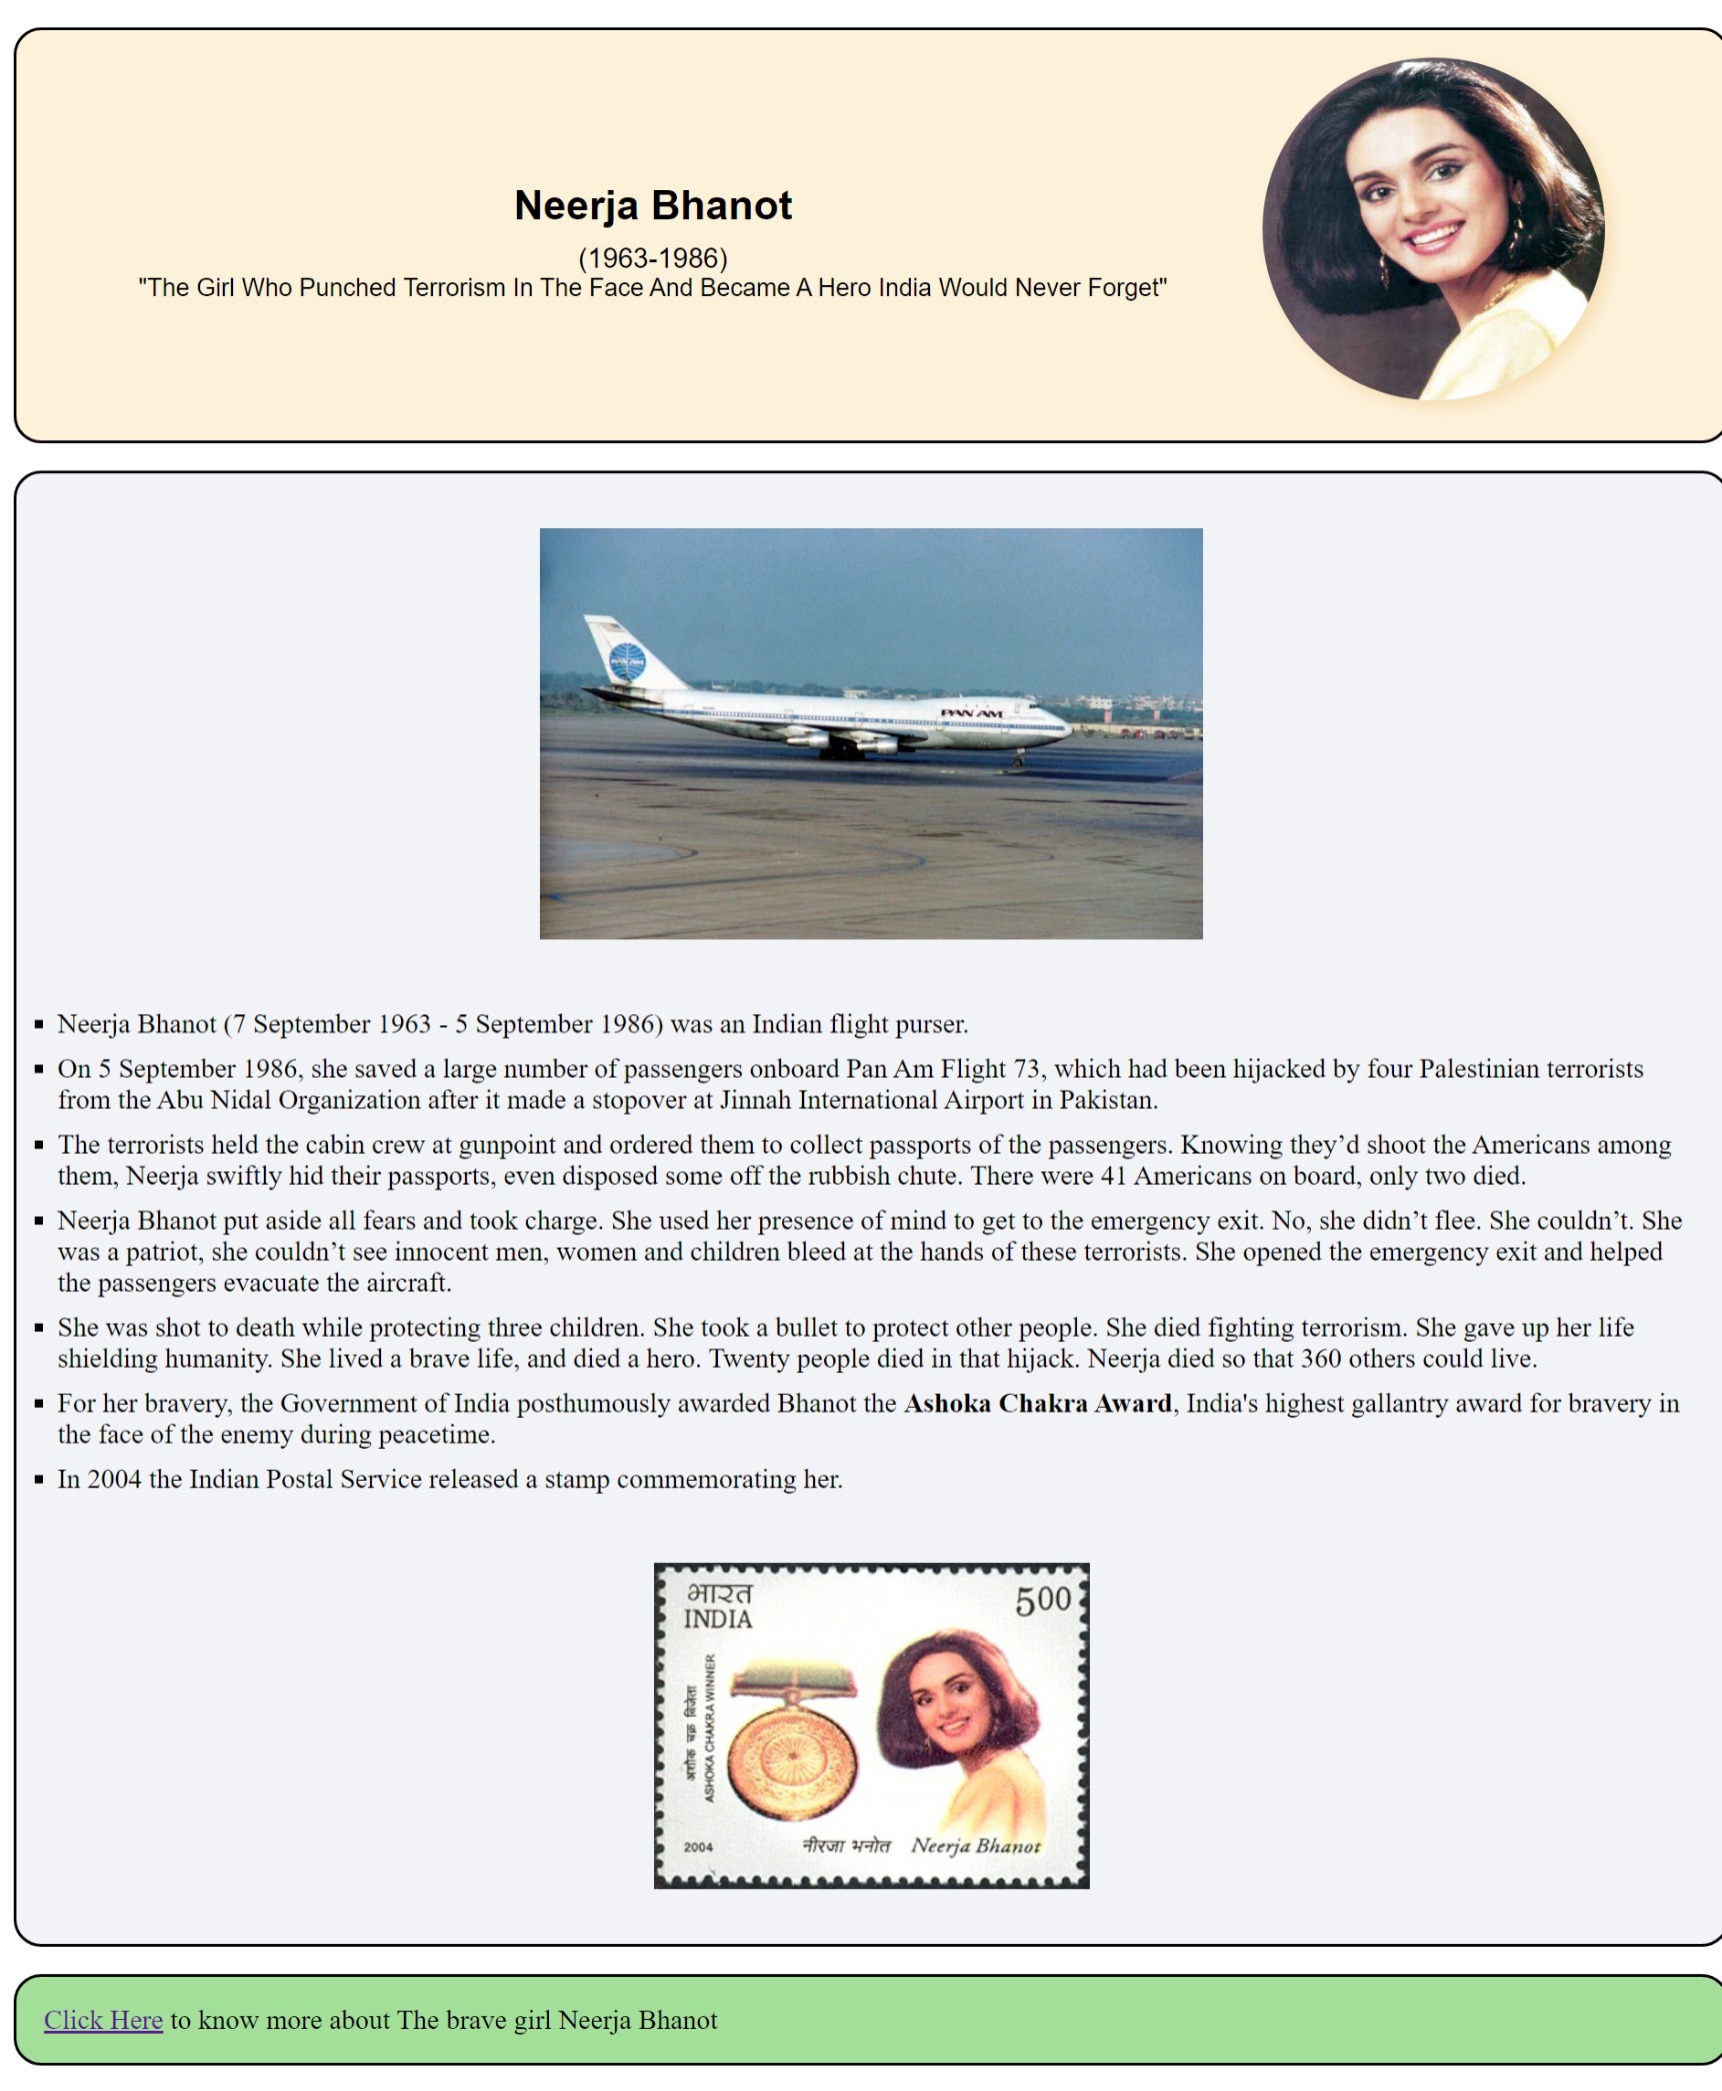 Neerja Bhanot
(1963-1986)
"The Girl Who Punched Terrorism In The Face And Became A Hero India Would Never Forget"
PAN AM
PAN AM
Neerja Bhanot (7 September 1963 - 5 September 1986) was an Indian flight purser.
On 5 September 1986, she saved a large number of passengers onboard Pan Am Flight 73, which had been hijacked by four Palestinian terrorists
from the Abu Nidal Organization after it made a stopover at Jinnah International Airport in Pakistan.
The terrorists held the cabin crew at gunpoint and ordered them to collect passports of the passengers. Knowing they’d shoot the Americans among
them, Neerja swiftly hid their passports, even disposed some off the rubbish chute. There were 41 Americans on board, only two died.
Neerja Bhanot put aside all fears and took charge. She used her presence of mind to get to the emergency exit. No, she didn’t flee. She couldn’t. She
was a patriot, she couldn’t see innocent men, women and children bleed at the hands of these terrorists. She opened the emergency exit and helped
the passengers evacuate the aircraft.
She was shot to death while protecting three children. She took a bullet to protect other people. She died fighting terrorism. She gave up her life
shielding humanity. She lived a brave life, and died a hero. Twenty people died in that hijack. Neerja died so that 360 others could live.
For her bravery, the Government of India posthumously awarded Bhanot the Ashoka Chakra Award, India's highest gallantry award for bravery in
the face of the enemy during peacetime.
In 2004 the Indian Postal Service released a stamp commemorating her.
भारत
INDIA
500
अशोक चक्र विजेता
ASHOKA CHAKRA WINNER
2004
नीरजा भनोत Neerja Bhanot
Click Here to know more about The brave girl Neerja Bhanot